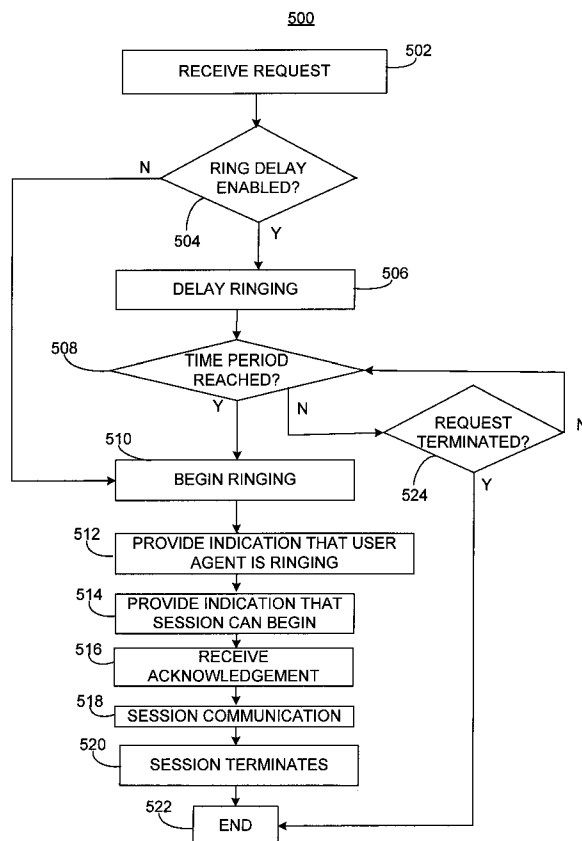 500
RECEIVE REQUEST
502
N
RING DELAY
ENABLED?
504
Y
DELAY RINGING
506
508
TIME PERIOD
REACHED?
Y
N
REQUEST
TERMINATED?
N
524
Y
510
BEGIN RINGING
512
PROVIDE INDICATION THAT USER
AGENT IS RINGING
514
PROVIDE INDICATION THAT
SESSION CAN BEGIN
516
RECEIVE
ACKNOWLEDGEMENT
518
SESSION COMMUNICATION
520
SESSION TERMINATES
522
END